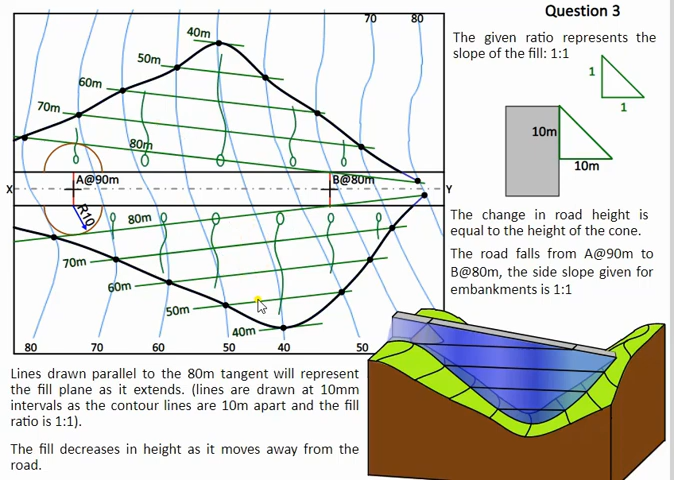 Question 3
The given ratio represents the
slope of the fill: 1:1
1
1
10m
10m
The change in road height is
equal to the height of the cone.
The road falls from A@90m to
B@80m, the side slope given for
embankments is 1:1
70 80
40m
50m
60m
70m
80m
X
A@90m
B@80m
Y
R10
80m
70m
60m
50m
40m
80 70 60 50 40 50
Lines drawn parallel to the 80m tangent will represent
the fill plane as it extends. (lines are drawn at 10mm
intervals as the contour lines are 10m apart and the fill
ratio is 1:1).
The fill decreases in height as it moves away from the
road.